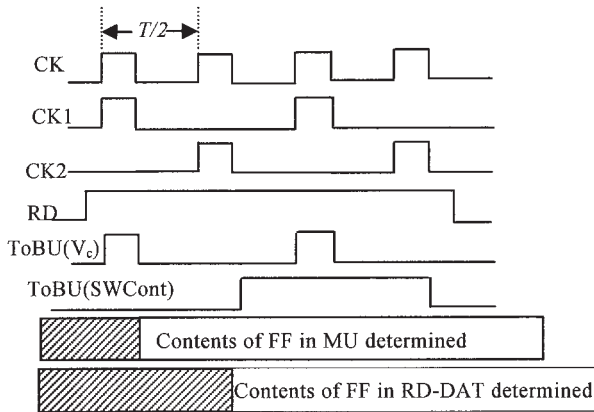 T/2
CK
CK1
CK2
RD
ToBU(Vc)
ToBU(SWCont)
Contents of FF in MU determined
Contents of FF in RD-DAT determined